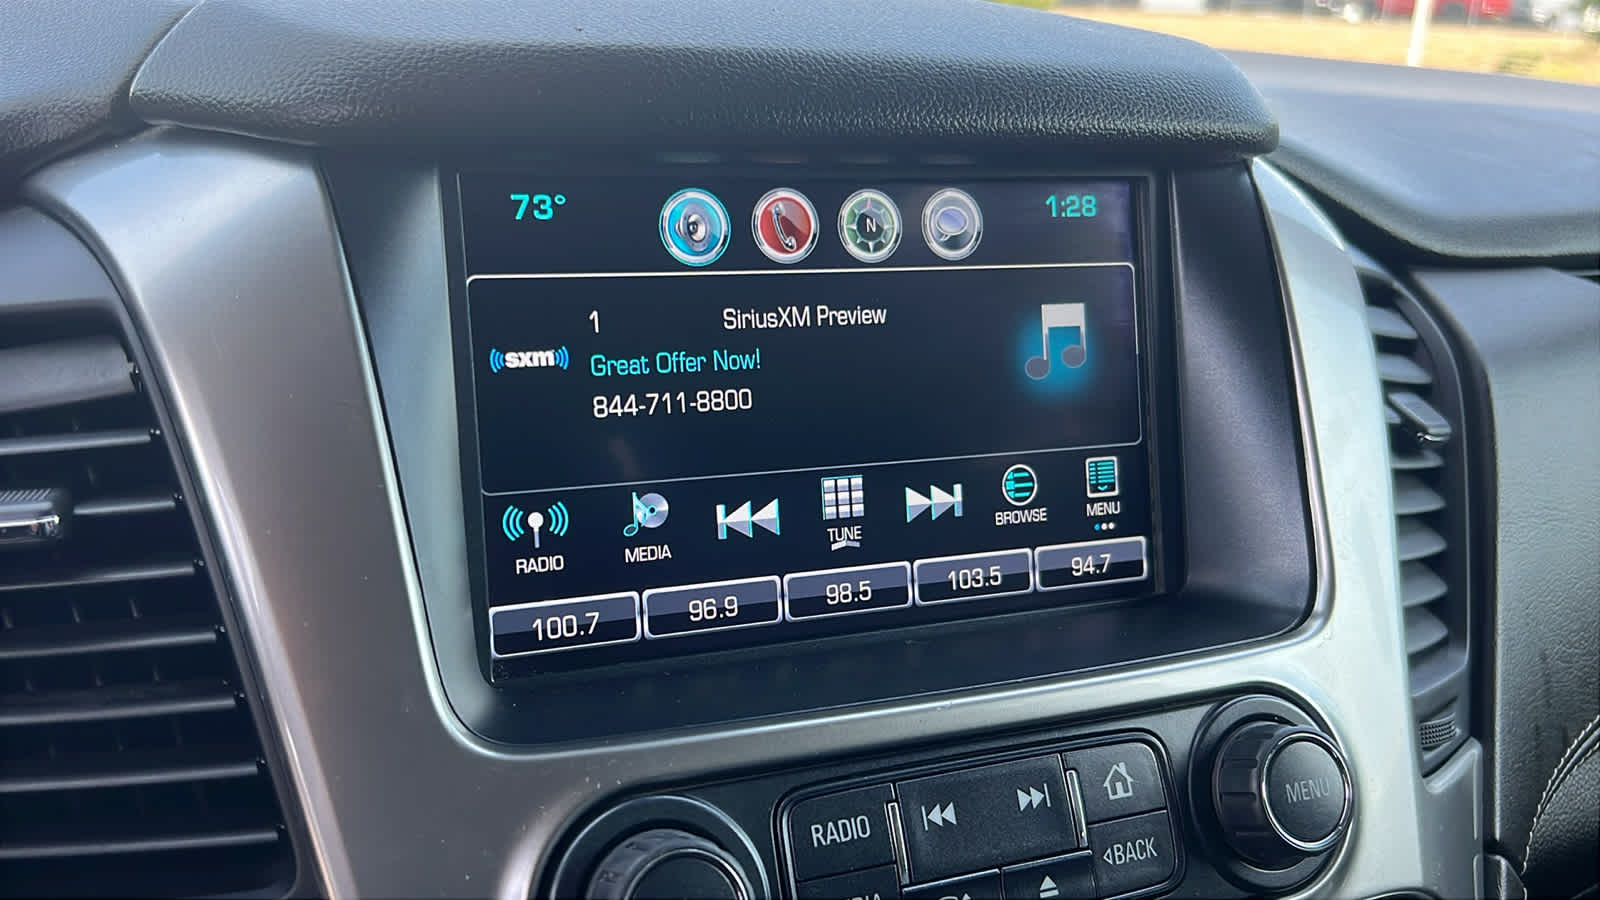 73°
N
1:28
1 SiriusXM Preview
sxm
Great Offer Now!
844-711-8800
RADIO
MEDIA
TUNE
BROWSE
MENU
100.7
96.9
98.5
103.5
94.7
RADIO
MENU
BACK